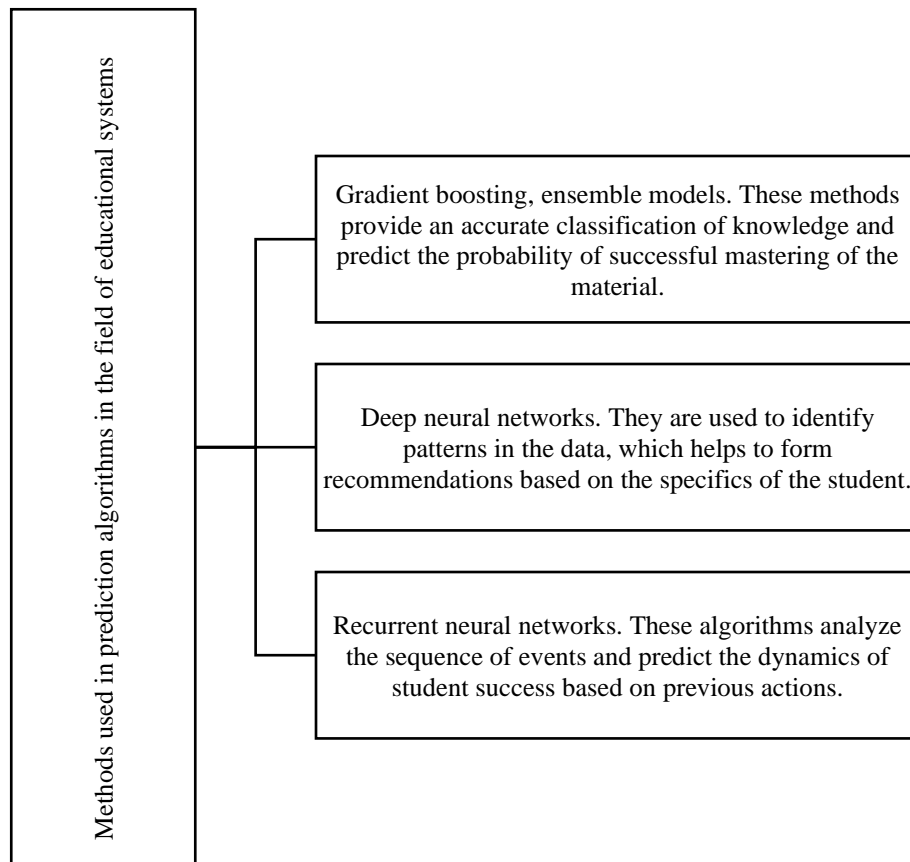 Methods used in prediction algorithms in the field of educational systems
Gradient boosting, ensemble models. These methods
provide an accurate classification of knowledge and
predict the probability of successful mastering of the
material.
Deep neural networks. They are used to identify
patterns in the data, which helps to form
recommendations based on the specifics of the student.
Recurrent neural networks. These algorithms analyze
the sequence of events and predict the dynamics of
student success based on previous actions.